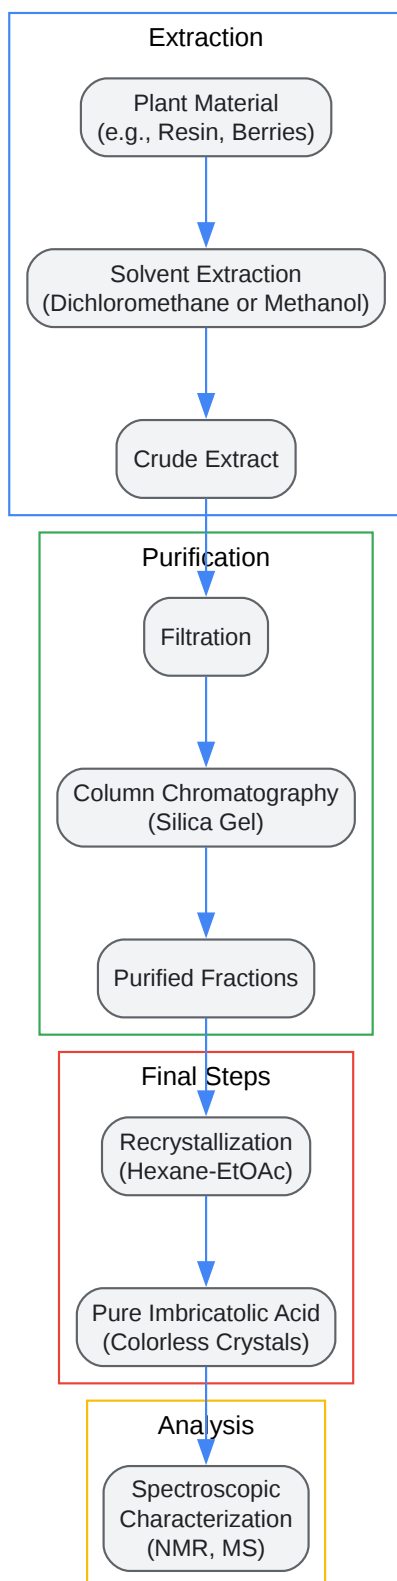 Extraction
Plant Material
(e.g., Resin, Berries)
Solvent Extraction
(Dichloromethane or Methanol)
Crude Extract
Purification
Filtration
Column Chromatography
(Silica Gel)
Purified Fractions
Final Steps
Recrystallization
(Hexane-EtOAc)
Pure Imbricatolic Acid
(Colorless Crystals)
Analysis
Spectroscopic
Characterization
(NMR, MS)